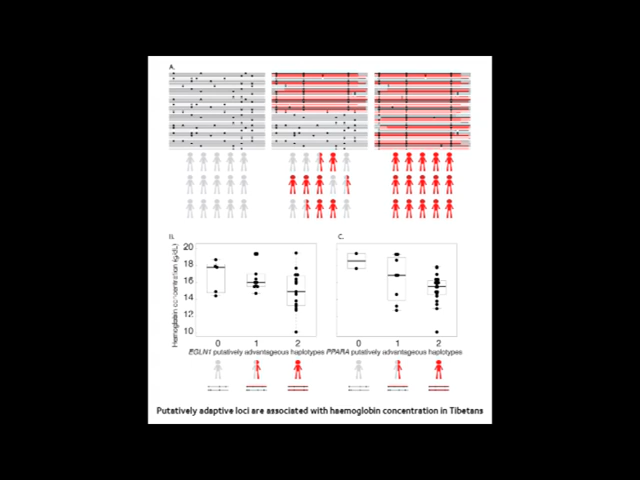 A.
B.
C.
Hemoglobin concentration (g/dL)
20
18
16
14
12
10
0 1 2
0 1 2
EGLN1 putatively advantageous haplotypes
PPARA putatively advantageous haplotypes
Putatively adaptive loci are associated with haemoglobin concentration in Tibetans